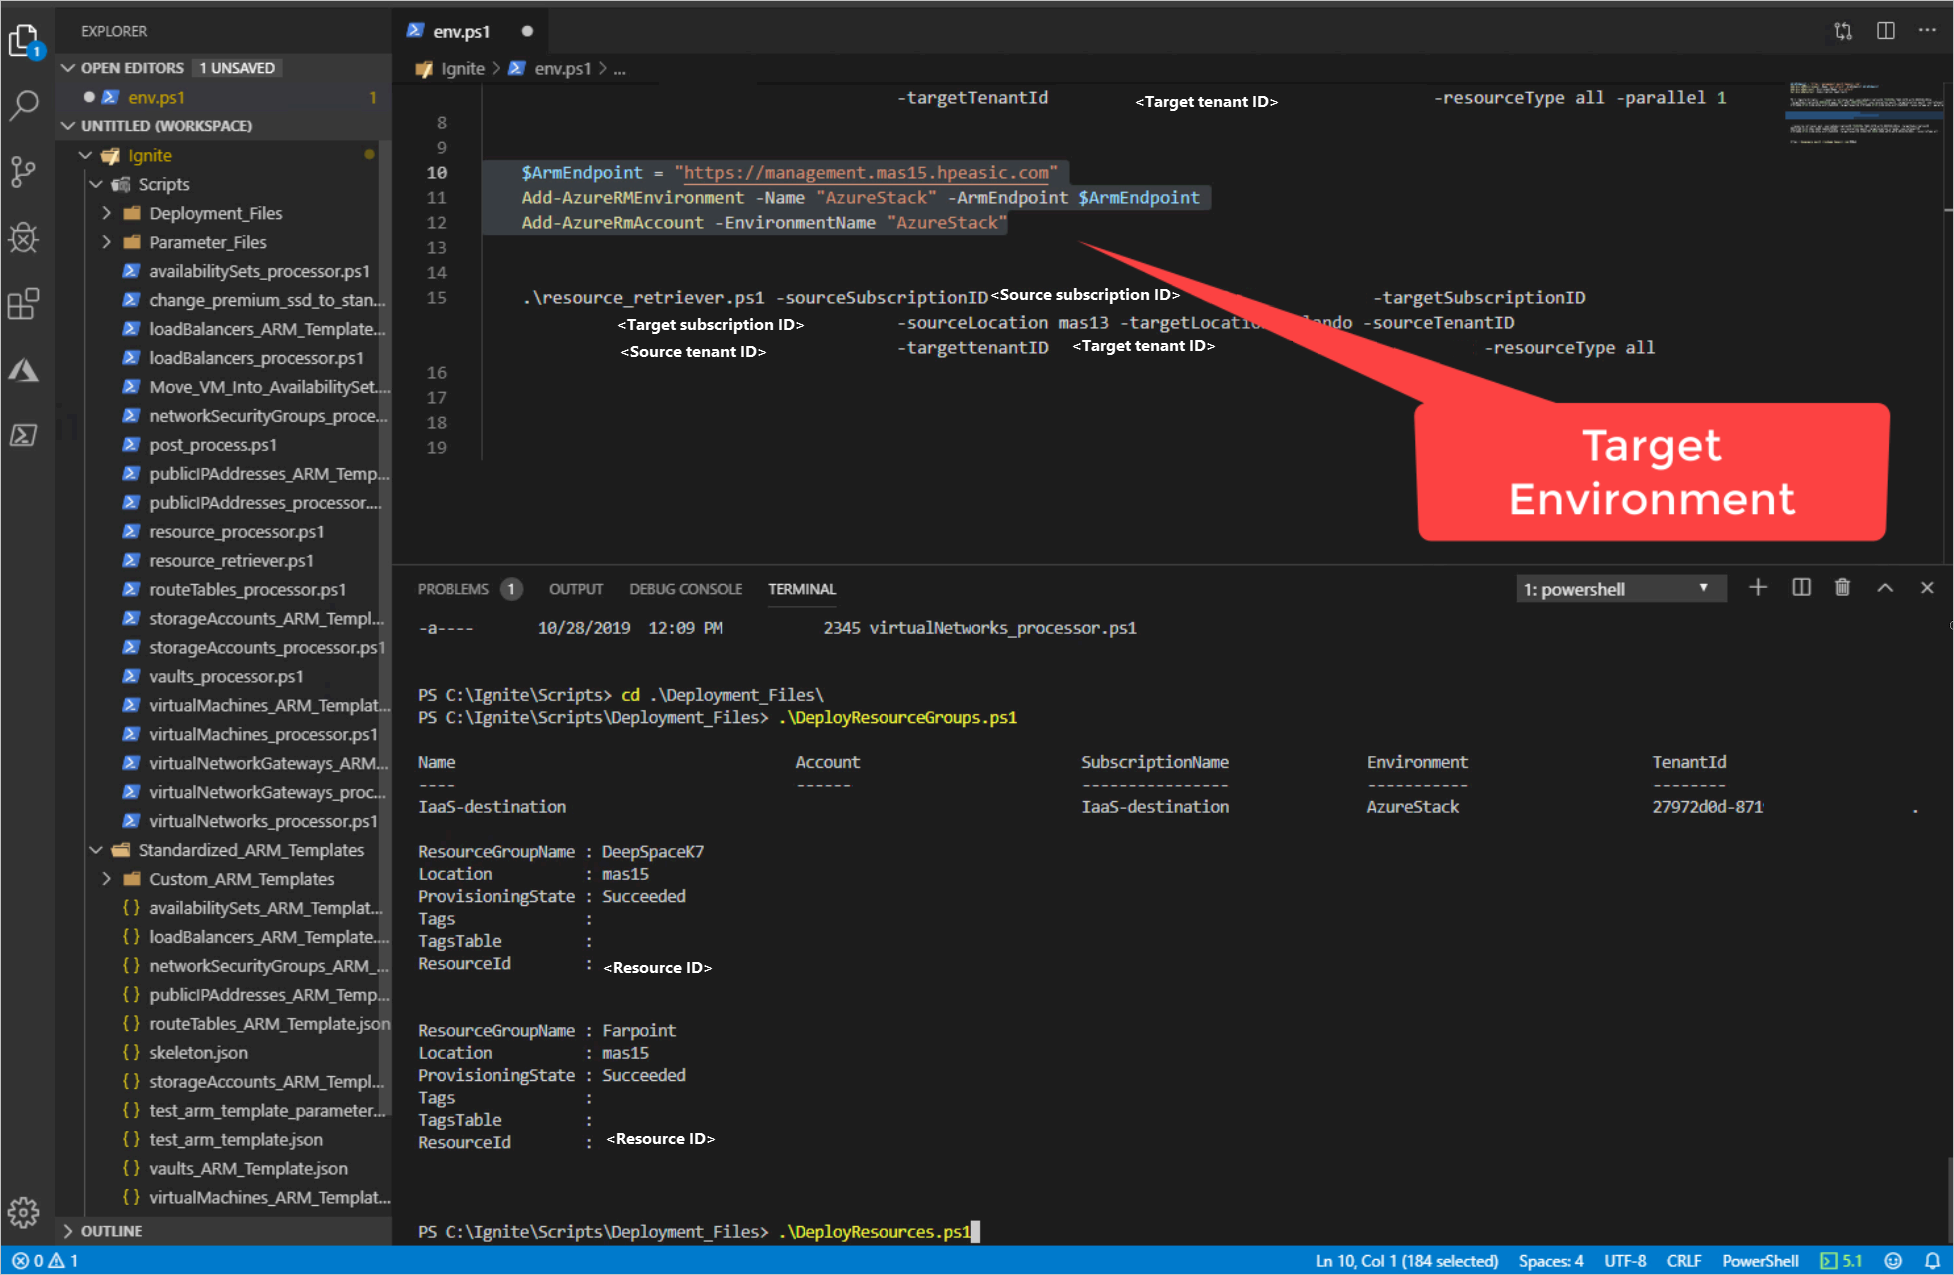 EXPLORER
OPEN EDITORS 1 UNSAVED
env.ps1 1
UNTITLED (WORKSPACE)
Ignite
Scripts
Deployment_Files
Parameter_Files
availabilitySets_processor.ps1
change_premium_ssd_to_stan...
loadBalancers_ARM_Template...
loadBalancers_processor.ps1
Move_VM_Into_AvailabilitySet....
networkSecurityGroups_proce...
post_process.ps1
publicIPAddresses_ARM_Temp...
publicIPAddresses_processor....
resource_processor.ps1
resource_retriever.ps1
routeTables_processor.ps1
storageAccounts_ARM_Templ...
storageAccounts_processor.ps1
vaults_processor.ps1
virtualMachines_ARM_Templat...
virtualMachines_processor.ps1
virtualNetworkGateways_ARM...
virtualNetworkGateways_proc...
virtualNetworks_processor.ps1
Standardized_ARM_Templates
Custom_ARM_Templates
{ } availabilitySets_ARM_Templat...
{ } loadBalancers_ARM_Template....
{ } networkSecurityGroups_ARM_...
{ } publicIPAddresses_ARM_Temp...
{ } routeTables_ARM_Template.json
{ } skeleton.json
{ } storageAccounts_ARM_Templ...
{ } test_arm_template_parameter...
{ } test_arm_template.json
{ } vaults_ARM_Template.json
{ } virtualMachines_ARM_Templat...
OUTLINE
1
env.ps1
Ignite > env.ps1 > ...
-targetTenantId <Target tenant ID> -resourceType all -parallel 1
8
9
10 $ArmEndpoint = "https://management.mas15.hpeasic.com"
11 Add-AzureRMEnvironment -Name "AzureStack" -ArmEndpoint $ArmEndpoint
12 Add-AzureRmAccount -EnvironmentName "AzureStack"
13
14
15 .\resource_retriever.ps1 -sourceSubscriptionID <Source subscription ID> -targetSubscriptionID
<Target subscription ID> -sourceLocation mas13 -targetLocatio lando -sourceTenantID
<Source tenant ID> -targettenantID <Target tenant ID> -resourceType all
16
17
18
19
Target
Environment
PROBLEMS 1 OUTPUT DEBUG CONSOLE TERMINAL 1: powershell
-a---- 10/28/2019 12:09 PM 2345 virtualNetworks_processor.ps1
PS C:\Ignite\Scripts> cd .\Deployment_Files\
PS C:\Ignite\Scripts\Deployment_Files> .\DeployResourceGroups.ps1
Name Account SubscriptionName Environment TenantId
---- ------ ---------------- ----------- --------
IaaS-destination IaaS-destination AzureStack 27972d0d-871 .
ResourceGroupName : DeepSpaceK7
Location : mas15
ProvisioningState : Succeeded
Tags :
TagsTable :
ResourceId : <Resource ID>
ResourceGroupName : Farpoint
Location : mas15
ProvisioningState : Succeeded
Tags :
TagsTable :
ResourceId : <Resource ID>
PS C:\Ignite\Scripts\Deployment_Files> .\DeployResources.ps1
0 1 Ln 10, Col 1 (184 selected) Spaces: 4 UTF-8 CRLF PowerShell 5.1